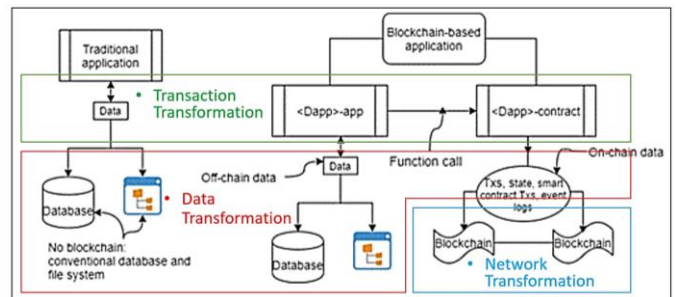 Traditional
application
Blockchain-based
application
• Transaction
Transformation
Data
<Dapp>-app
<Dapp>-contract
Function call
On-chain data
Off-chain data
Data
Database
• Data
Transformation
TxS, State, smart
contract Txs, event
logs
No blockchain:
conventional database and
file system
Database
Blockchain
Blockchain
• Network
Transformation